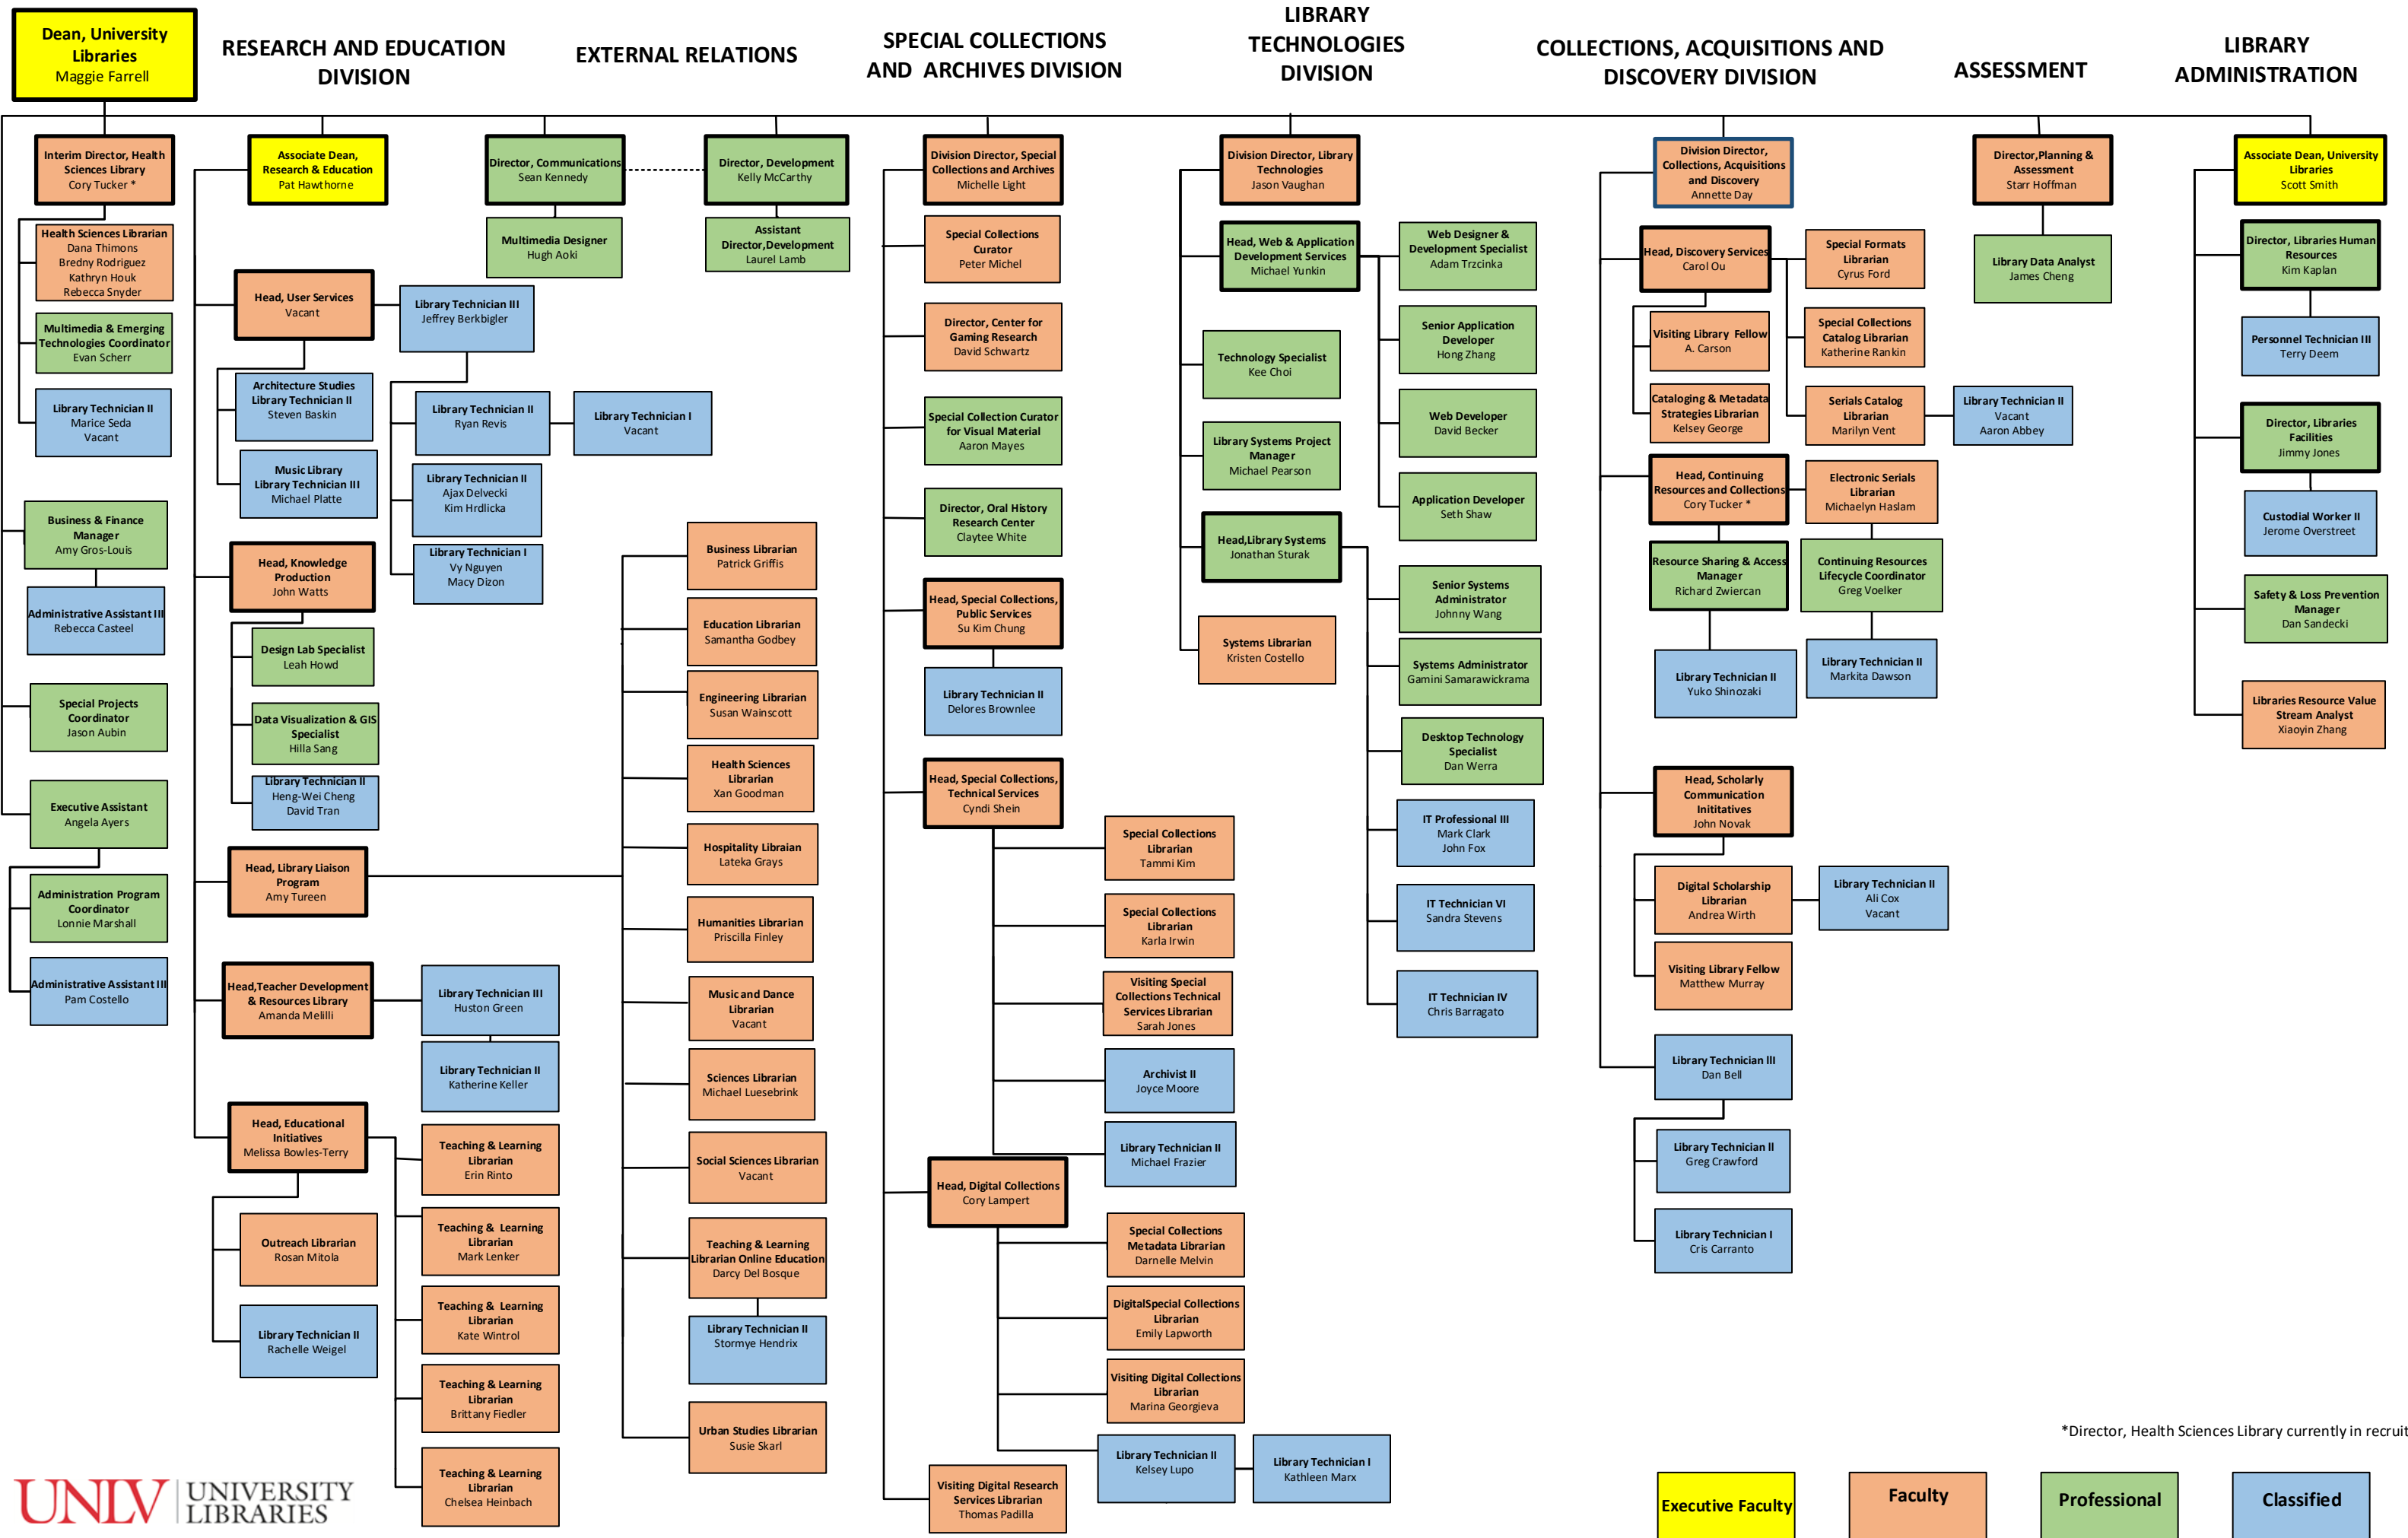 Dean, University
Libraries
Maggie Farrell
RESEARCH AND EDUCATION
DIVISION
EXTERNAL RELATIONS
SPECIAL COLLECTIONS
AND ARCHIVES DIVISION
LIBRARY
TECHNOLOGIES
DIVISION
COLLECTIONS, ACQUISITIONS AND
DISCOVERY DIVISION
ASSESSMENT
LIBRARY
ADMINISTRATION
Interim Director, Health
Sciences Library
Cory Tucker *
Health Sciences Librarian
Dana Thimons
Bredny Rodriguez
Kathryn Houk
Rebecca Snyder
Multimedia & Emerging
Technologies Coordinator
Evan Scherr
Library Technician II
Marice Seda
Vacant
Business & Finance
Manager
Amy Gros-Louis
Administrative Assistant III
Rebecca Casteel
Special Projects
Coordinator
Jason Aubin
Executive Assistant
Angela Ayers
Administration Program
Coordinator
Lonnie Marshall
Administrative Assistant III
Pam Costello
Associate Dean,
Research & Education
Pat Hawthorne
Head, User Services
Vacant
Library Technician III
Jeffrey Berkbigler
Architecture Studies
Library Technician II
Steven Baskin
Music Library
Library Technician III
Michael Platte
Library Technician II
Ryan Revis
Library Technician I
Vacant
Library Technician II
Ajax Delvecki
Kim Hrdlicka
Library Technician I
Vy Nguyen
Macy Dizon
Head, Knowledge
Production
John Watts
Design Lab Specialist
Leah Howd
Data Visualization & GIS
Specialist
Hilla Sang
Library Technician II
Heng-Wei Cheng
David Tran
Head, Library Liaison
Program
Amy Tureen
Head,Teacher Development
& Resources Library
Amanda Melilli
Library Technician III
Huston Green
Library Technician II
Katherine Keller
Head, Educational
Initiatives
Melissa Bowles-Terry
Outreach Librarian
Rosan Mitola
Library Technician II
Rachelle Weigel
Teaching & Learning
Librarian
Erin Rinto
Teaching & Learning
Librarian
Mark Lenker
Teaching & Learning
Librarian
Kate Wintrol
Teaching & Learning
Librarian
Brittany Fiedler
Teaching & Learning
Librarian
Chelsea Heinbach
Business Librarian
Patrick Griffis
Education Librarian
Samantha Godbey
Engineering Librarian
Susan Wainscott
Health Sciences
Librarian
Xan Goodman
Hospitality Libraian
Lateka Grays
Humanities Librarian
Priscilla Finley
Music and Dance
Librarian
Vacant
Sciences Librarian
Michael Luesebrink
Social Sciences Librarian
Vacant
Teaching & Learning
Librarian Online Education
Darcy Del Bosque
Library Technician II
Stormye Hendrix
Urban Studies Librarian
Susie Skarl
Director, Communications
Sean Kennedy
Multimedia Designer
Hugh Aoki
Director, Development
Kelly McCarthy
Assistant
Director,Development
Laurel Lamb
Division Director, Special
Collections and Archives
Michelle Light
Special Collections
Curator
Peter Michel
Director, Center for
Gaming Research
David Schwartz
Special Collection Curator
for Visual Material
Aaron Mayes
Director, Oral History
Research Center
Claytee White
Head, Special Collections,
Public Services
Su Kim Chung
Library Technician II
Delores Brownlee
Head, Special Collections,
Technical Services
Cyndi Shein
Special Collections
Librarian
Tammi Kim
Special Collections
Librarian
Karla Irwin
Visiting Special
Collections Technical
Services Librarian
Sarah Jones
Archivist II
Joyce Moore
Library Technician II
Michael Frazier
Head, Digital Collections
Cory Lampert
Special Collections
Metadata Librarian
Darnelle Melvin
DigitalSpecial Collections
Librarian
Emily Lapworth
Visiting Digital Collections
Librarian
Marina Georgieva
Library Technician II
Kelsey Lupo
Library Technician I
Kathleen Marx
Visiting Digital Research
Services Librarian
Thomas Padilla
Division Director, Library
Technologies
Jason Vaughan
Head, Web & Application
Development Services
Michael Yunkin
Web Designer &
Development Specialist
Adam Trzcinka
Senior Application
Developer
Hong Zhang
Web Developer
David Becker
Application Developer
Seth Shaw
Technology Specialist
Kee Choi
Library Systems Project
Manager
Michael Pearson
Head,Library Systems
Jonathan Sturak
Systems Librarian
Kristen Costello
Senior Systems
Administrator
Johnny Wang
Systems Administrator
Gamini Samarawickrama
Desktop Technology
Specialist
Dan Werra
IT Professional III
Mark Clark
John Fox
IT Technician VI
Sandra Stevens
IT Technician IV
Chris Barragato
Division Director,
Collections, Acquisitions
and Discovery
Annette Day
Head, Discovery Services
Carol Ou
Special Formats
Librarian
Cyrus Ford
Visiting Library Fellow
A. Carson
Special Collections
Catalog Librarian
Katherine Rankin
Cataloging & Metadata
Strategies Librarian
Kelsey George
Serials Catalog
Librarian
Marilyn Vent
Library Technician II
Vacant
Aaron Abbey
Head, Continuing
Resources and Collections
Cory Tucker *
Electronic Serials
Librarian
Michaelyn Haslam
Resource Sharing & Access
Manager
Richard Zwiercan
Continuing Resources
Lifecycle Coordinator
Greg Voelker
Library Technician II
Yuko Shinozaki
Library Technician II
Markita Dawson
Head, Scholarly
Communication
Inititatives
John Novak
Digital Scholarship
Librarian
Andrea Wirth
Library Technician II
Ali Cox
Vacant
Visiting Library Fellow
Matthew Murray
Library Technician III
Dan Bell
Library Technician II
Greg Crawford
Library Technician I
Cris Carranto
Director,Planning &
Assessment
Starr Hoffman
Library Data Analyst
James Cheng
Associate Dean, University
Libraries
Scott Smith
Director, Libraries Human
Resources
Kim Kaplan
Personnel Technician III
Terry Deem
Director, Libraries
Facilities
Jimmy Jones
Custodial Worker II
Jerome Overstreet
Safety & Loss Prevention
Manager
Dan Sandecki
Libraries Resource Value
Stream Analyst
Xiaoyin Zhang
*Director, Health Sciences Library currently in recruit
UNLV
UNIVERSITY
LIBRARIES
Executive Faculty
Faculty
Professional
Classified